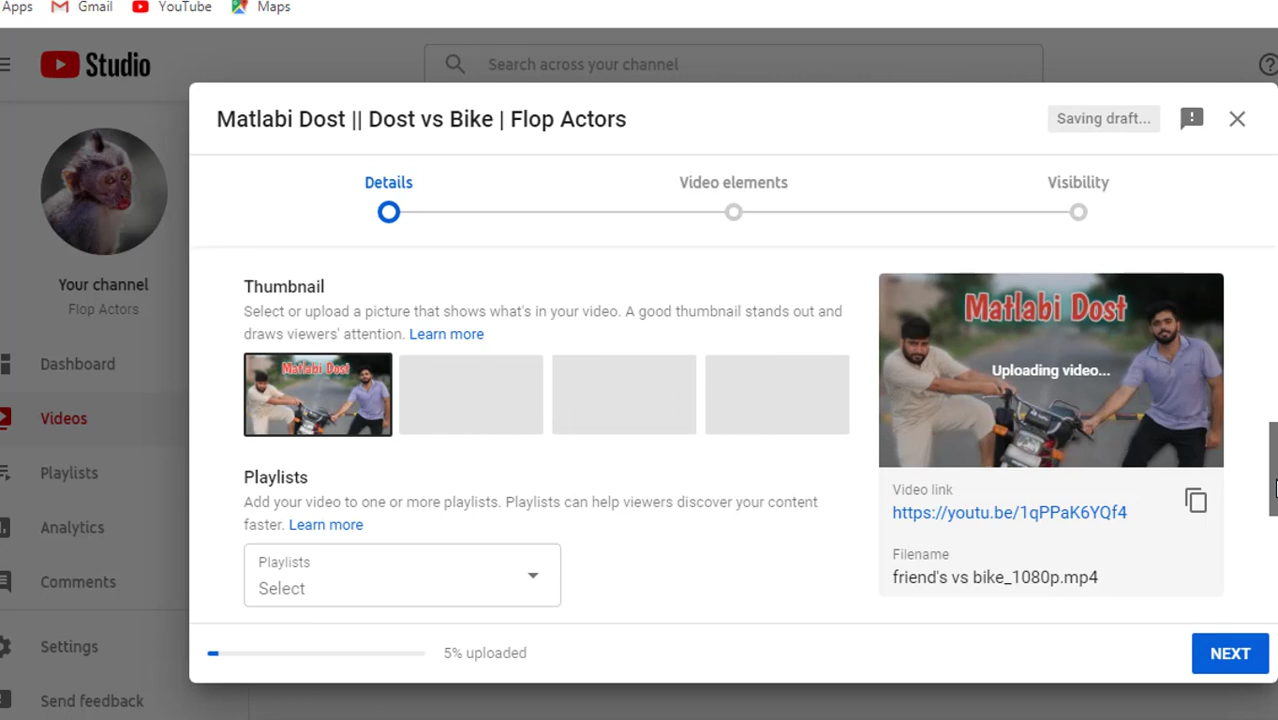 Apps Gmail YouTube Maps
Studio
Search across your channel
Matlabi Dost || Dost vs Bike | Flop Actors
Saving draft...
Your channel
Flop Actors
Dashboard
Videos
Playlists
Analytics
Comments
Settings
Send feedback
Details
Video elements
Visibility
Thumbnail
Select or upload a picture that shows what's in your video. A good thumbnail stands out and
draws viewers' attention. Learn more
Matlabi Dost
Playlists
Add your video to one or more playlists. Playlists can help viewers discover your content
faster. Learn more
Playlists
Select
Matlabi Dost
Uploading video...
Video link
https://youtu.be/1qPPaK6YQf4
Filename
friend's vs bike_1080p.mp4
5% uploaded
NEXT